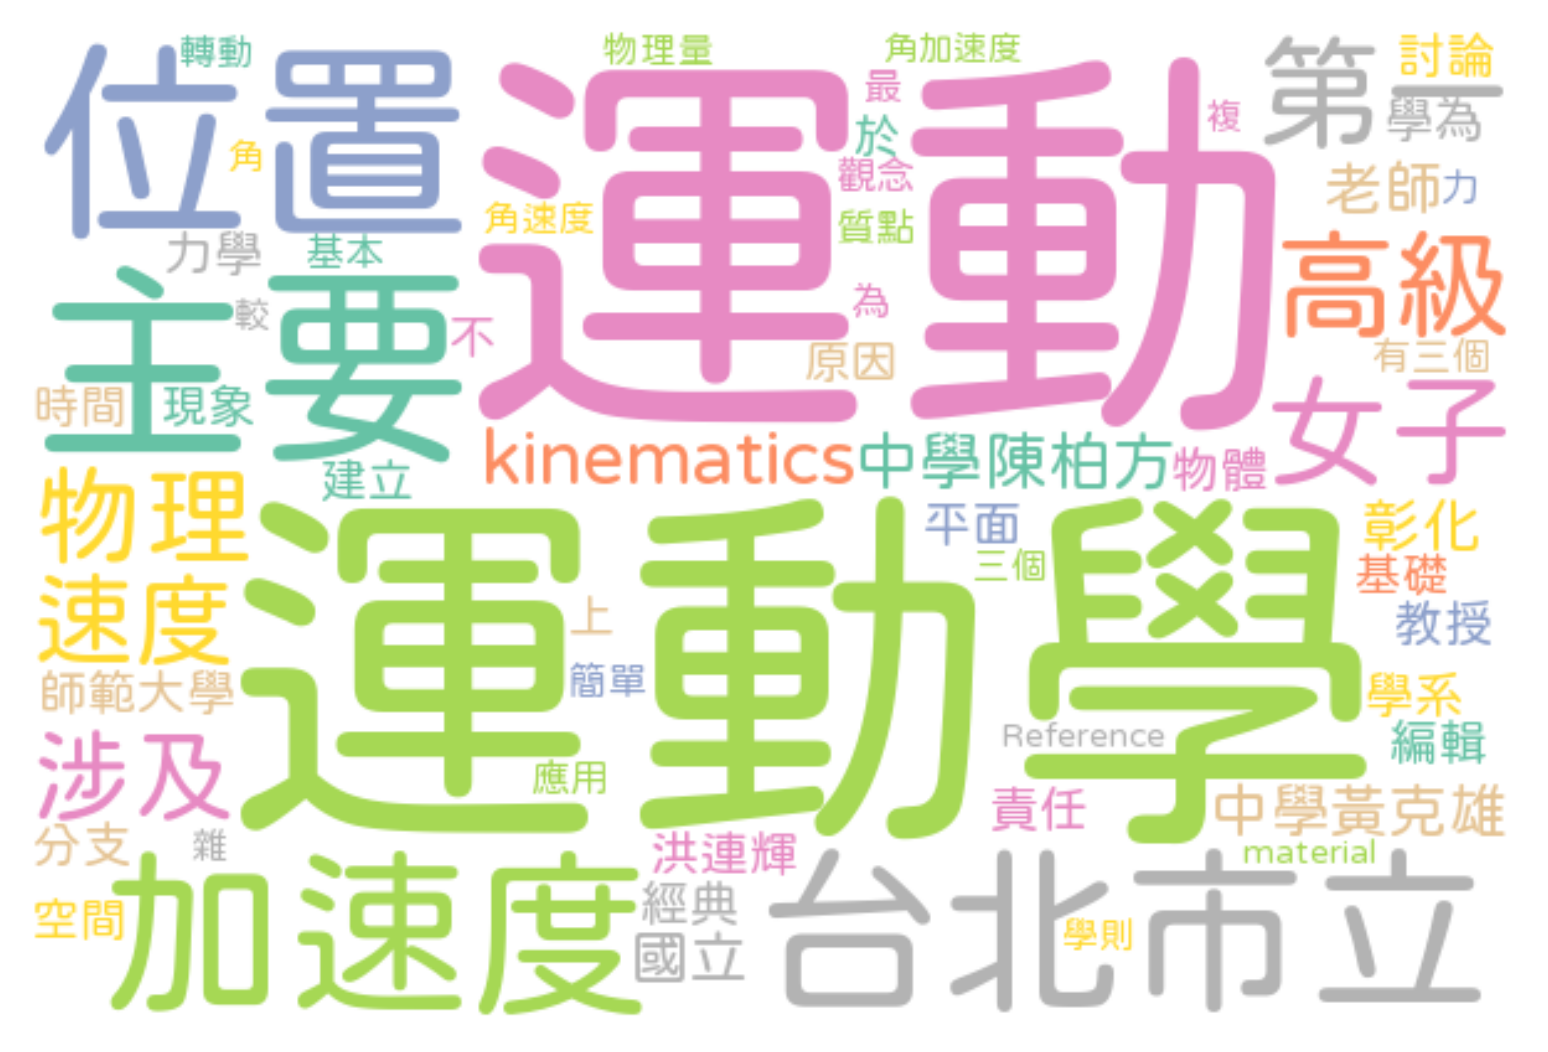 位置
轉動
物理量
角加速度
運動
第一
討論
最
複
學為
於
角
觀念
老師
力
角速度
質點
力學
基本
高級
主要
較
為
不
原因
有三個
時間
現象
女子
kinematics
中學陳柏方
物體
建立
物理
運動學
平面
彰化
三個
基礎
速度
上
教授
簡單
師範大學
學系
Reference
編輯
涉及
應用
責任
中學黃克雄
分支
雜
洪連輝
material
加速度
台北市立
經典
空間
學則
國立